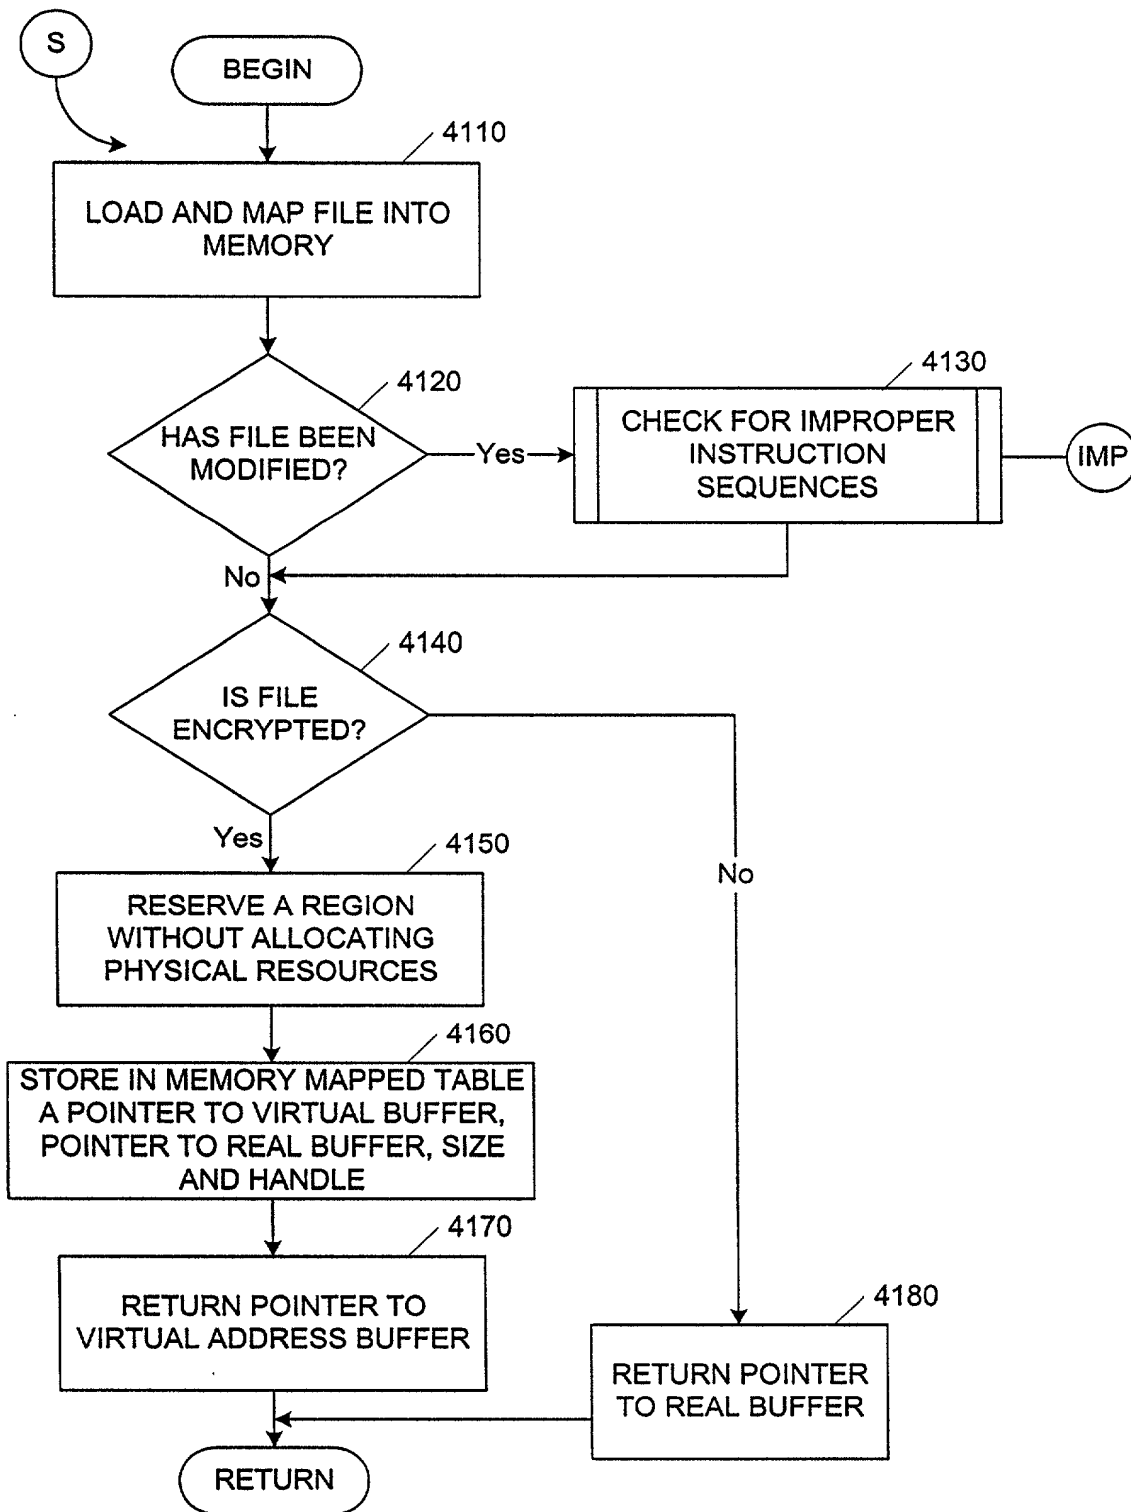 S
BEGIN
4110
LOAD AND MAP FILE INTO
MEMORY
4120
HAS FILE BEEN
MODIFIED?
Yes
4130
CHECK FOR IMPROPER
INSTRUCTION
SEQUENCES
IMP
No
4140
IS FILE
ENCRYPTED?
Yes
No
4150
RESERVE A REGION
WITHOUT ALLOCATING
PHYSICAL RESOURCES
4160
STORE IN MEMORY MAPPED TABLE
A POINTER TO VIRTUAL BUFFER,
POINTER TO REAL BUFFER, SIZE
AND HANDLE
4170
RETURN POINTER TO
VIRTUAL ADDRESS BUFFER
4180
RETURN POINTER
TO REAL BUFFER
RETURN